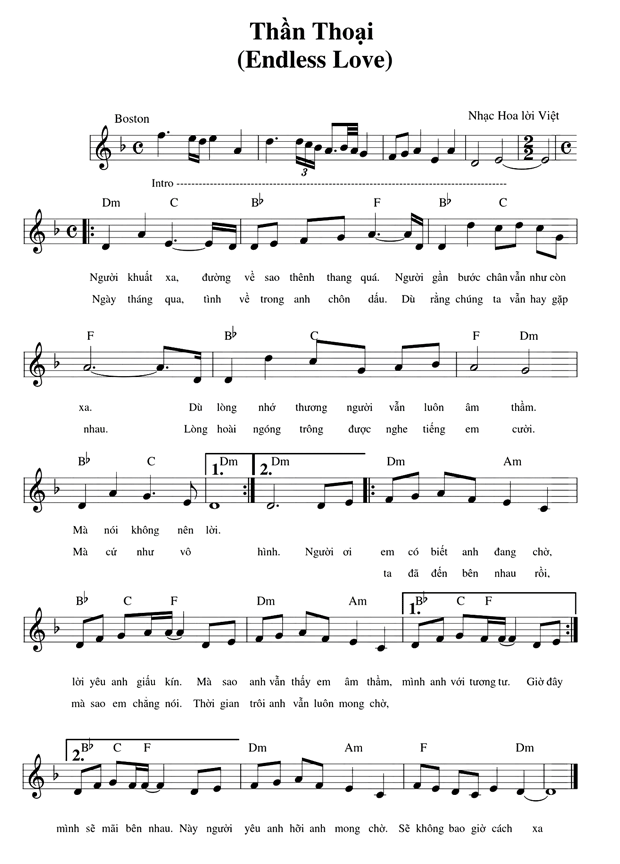 Thần Thoại
(Endless Love)
Boston
Nhạc Hoa lời Việt
3
Intro
Dm C B♭ F B♭ C
Người khuất xa, đường về sao thênh thang quá. Người gần bước chân vẫn như còn
Ngày tháng qua, tình về trong anh chôn dấu. Dù rằng chúng ta vẫn hay gặp
F B♭ C F Dm
xa. Dù lòng nhớ thương người vẫn luôn âm thầm.
nhau. Lòng hoài ngóng trông được nghe tiếng em cười.
B♭ C 1. Dm 2. Dm Dm Am
Mà nói không nên lời.
Mà cứ như vô hình. Người ơi em có biết anh đang chờ,
ta đã đến bên nhau rồi,
B♭ C F Dm Am 1. B♭ C F
lời yêu anh giấu kín. Mà sao anh vẫn thấy em âm thầm, mình anh với tương tư. Giờ đây
mà sao em chẳng nói. Thời gian trôi anh vẫn luôn mong chờ,
2. B♭ C F Dm Am F Dm
mình sẽ mãi bên nhau. Này người yêu anh hỡi anh mong chờ. Sẽ không bao giờ cách xa